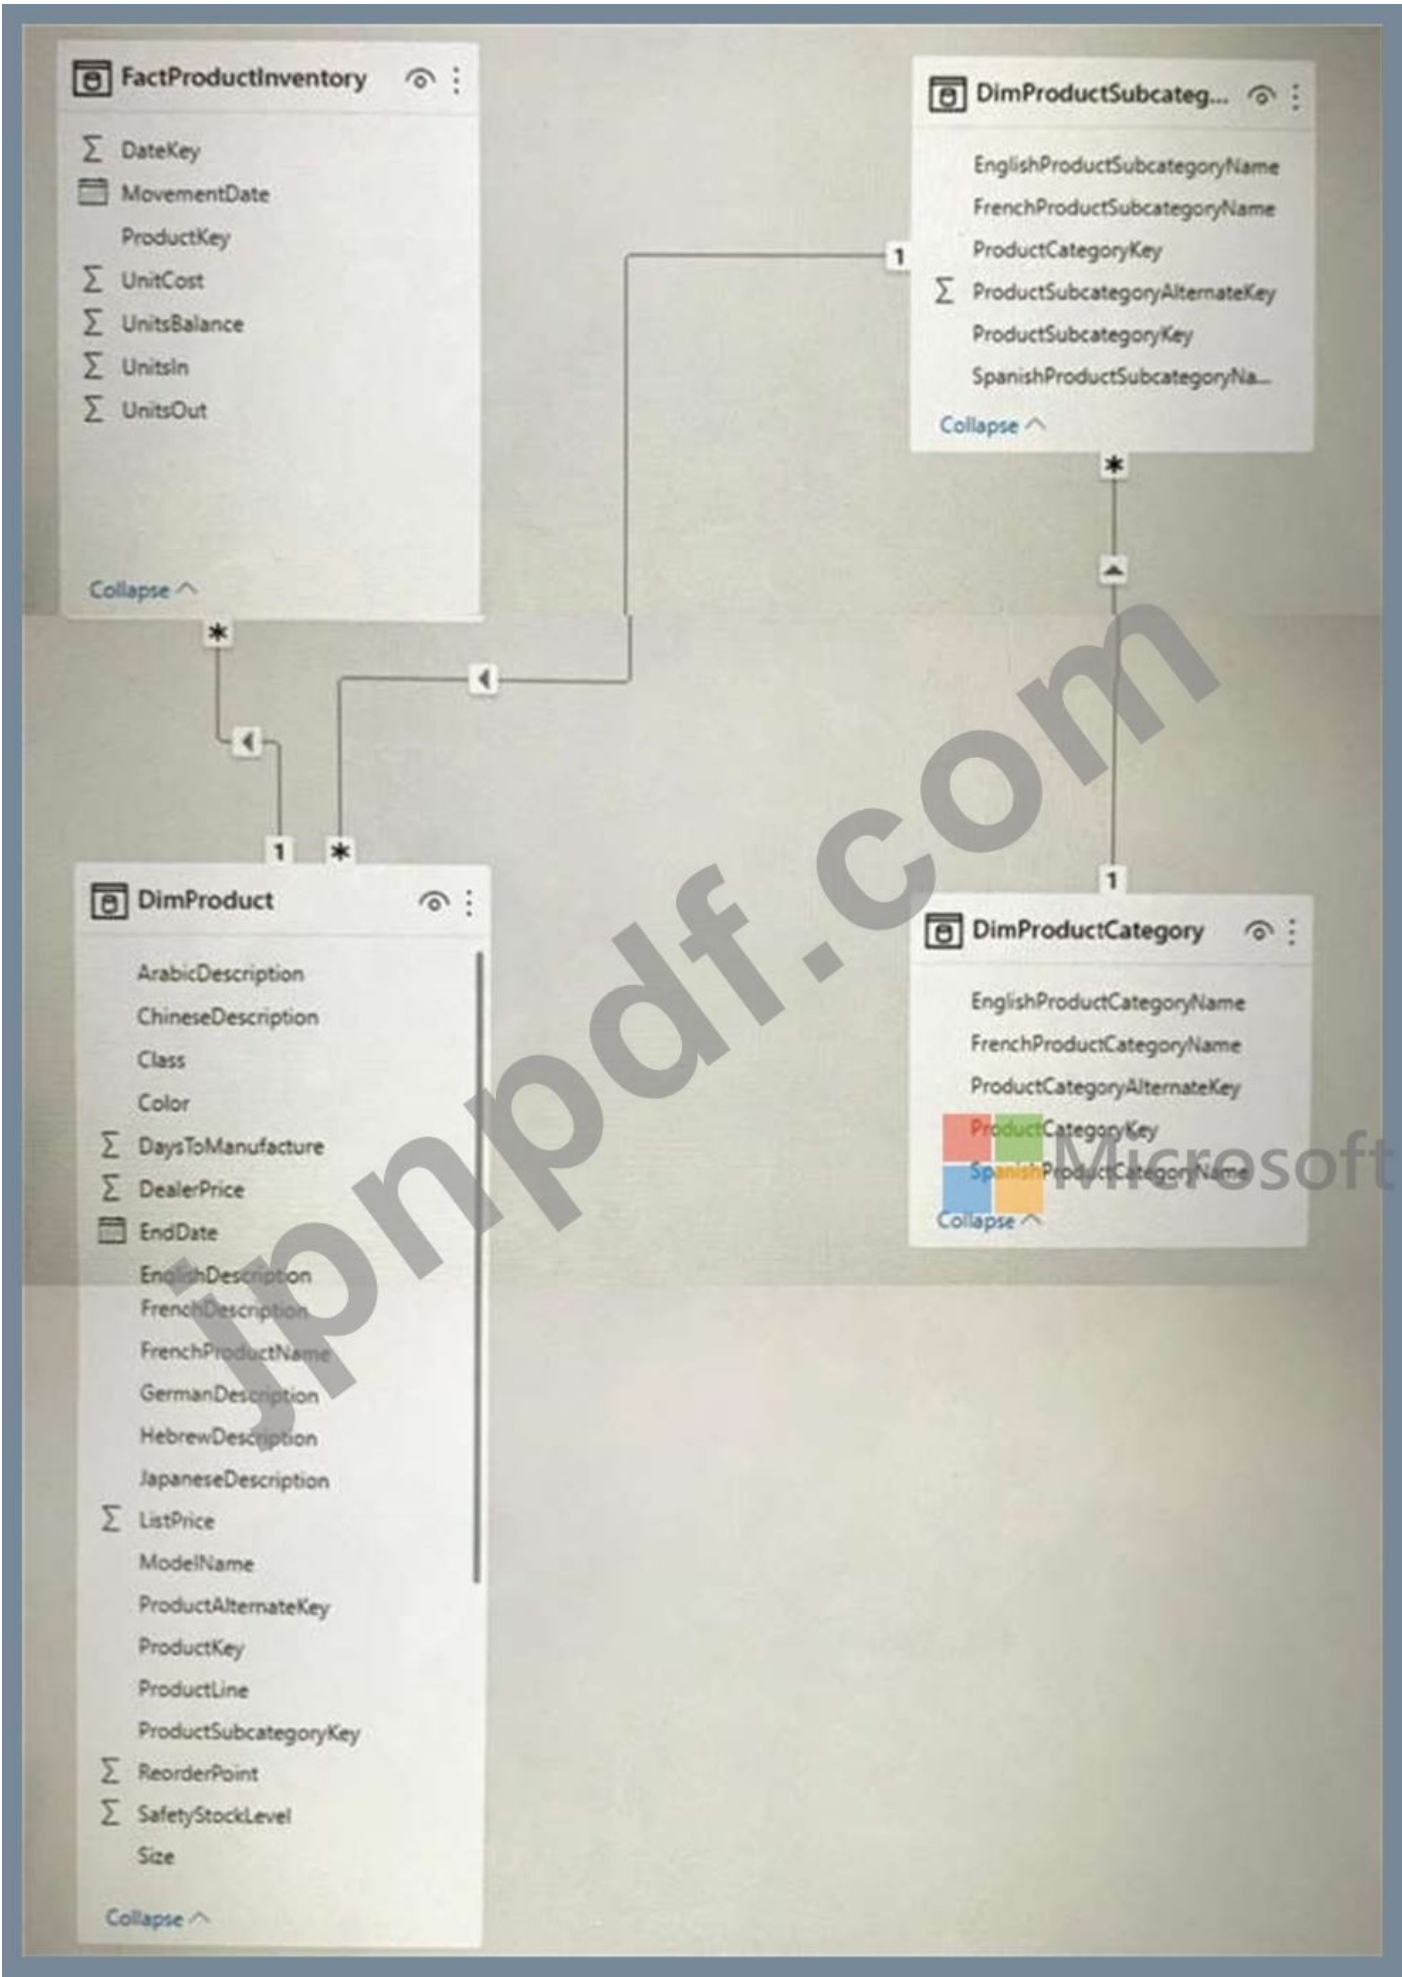 FactProductInventory
DateKey
MovementDate
ProductKey
UnitCost
UnitsBalance
UnitsIn
UnitsOut
Collapse
DimProductSubcateg...
EnglishProductSubcategoryName
FrenchProductSubcategoryName
ProductCategoryKey
ProductSubcategoryAlternateKey
ProductSubcategoryKey
SpanishProductSubcategoryNa...
Collapse
1
*
*
1
*
1
DimProduct
ArabicDescription
ChineseDescription
Class
Color
DaysToManufacture
DealerPrice
EndDate
EnglishDescription
FrenchDescription
FrenchProductName
GermanDescription
HebrewDescription
JapaneseDescription
ListPrice
ModelName
ProductAlternateKey
ProductKey
ProductLine
ProductSubcategoryKey
ReorderPoint
SafetyStockLevel
Size
Collapse
DimProductCategory
EnglishProductCategoryName
FrenchProductCategoryName
ProductCategoryAlternateKey
ProductCategoryKey
SpanishProductCategoryName
Collapse
Microsoft
jpnpdf.com